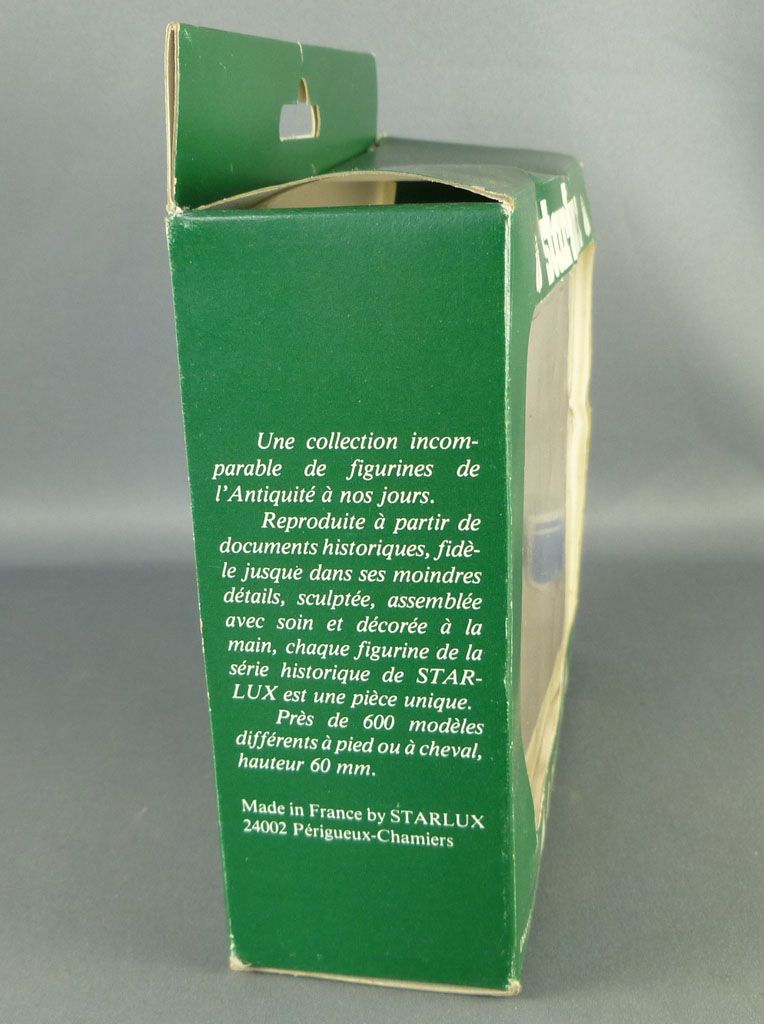 starlux
Une collection incom-
parable de figurines de
l'Antiquité à nos jours.
Reproduite à partir de
documents historiques, fidè-
le jusque dans ses moindres
détails, sculptée, assemblée
avec soin et décorée à la
main, chaque figurine de la
série historique de STAR-
LUX est une pièce unique.
Près de 600 modèles
différents à pied ou à cheval,
hauteur 60 mm.
Made in France by STARLUX
24002 Périgueux-Chamiers